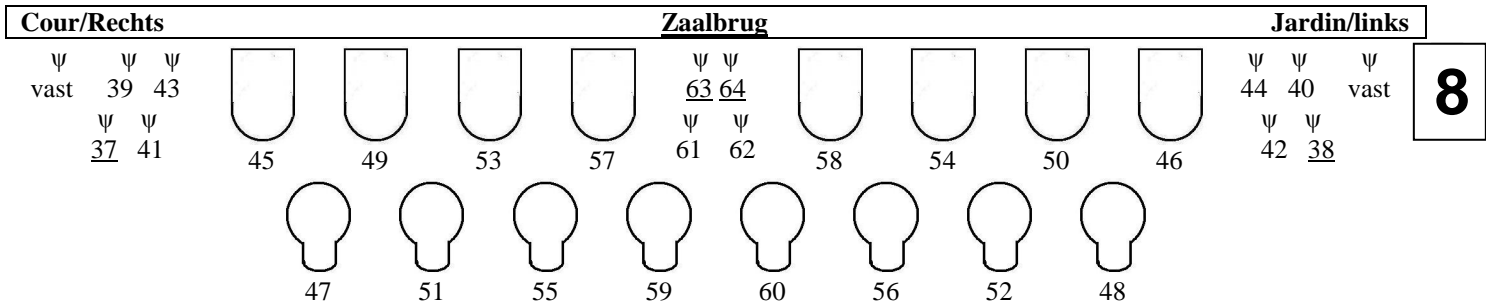 Cour/Rechts Zaalbrug Jardin/links
ψ ψ ψ ψ ψ ψ ψ ψ
vast 39 43 63 64 44 40 vast
8
ψ ψ ψ ψ ψ ψ
37 41 61 62 42 38
45 49 53 57 58 54 50 46
47 51 55 59 60 56 52 48